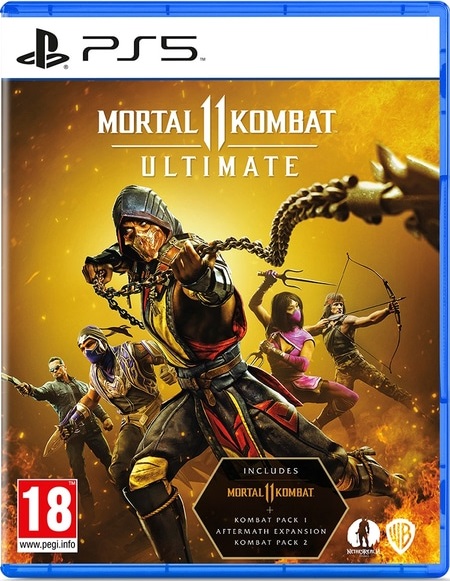 PS5
MORTAL 11 KOMBAT
ULTIMATE
INCLUDES
MORTAL 11 KOMBAT
+
KOMBAT PACK 1
AFTERMATH EXPANSION
KOMBAT PACK 2
18
www.pegi.info
NETHERREALM
WB